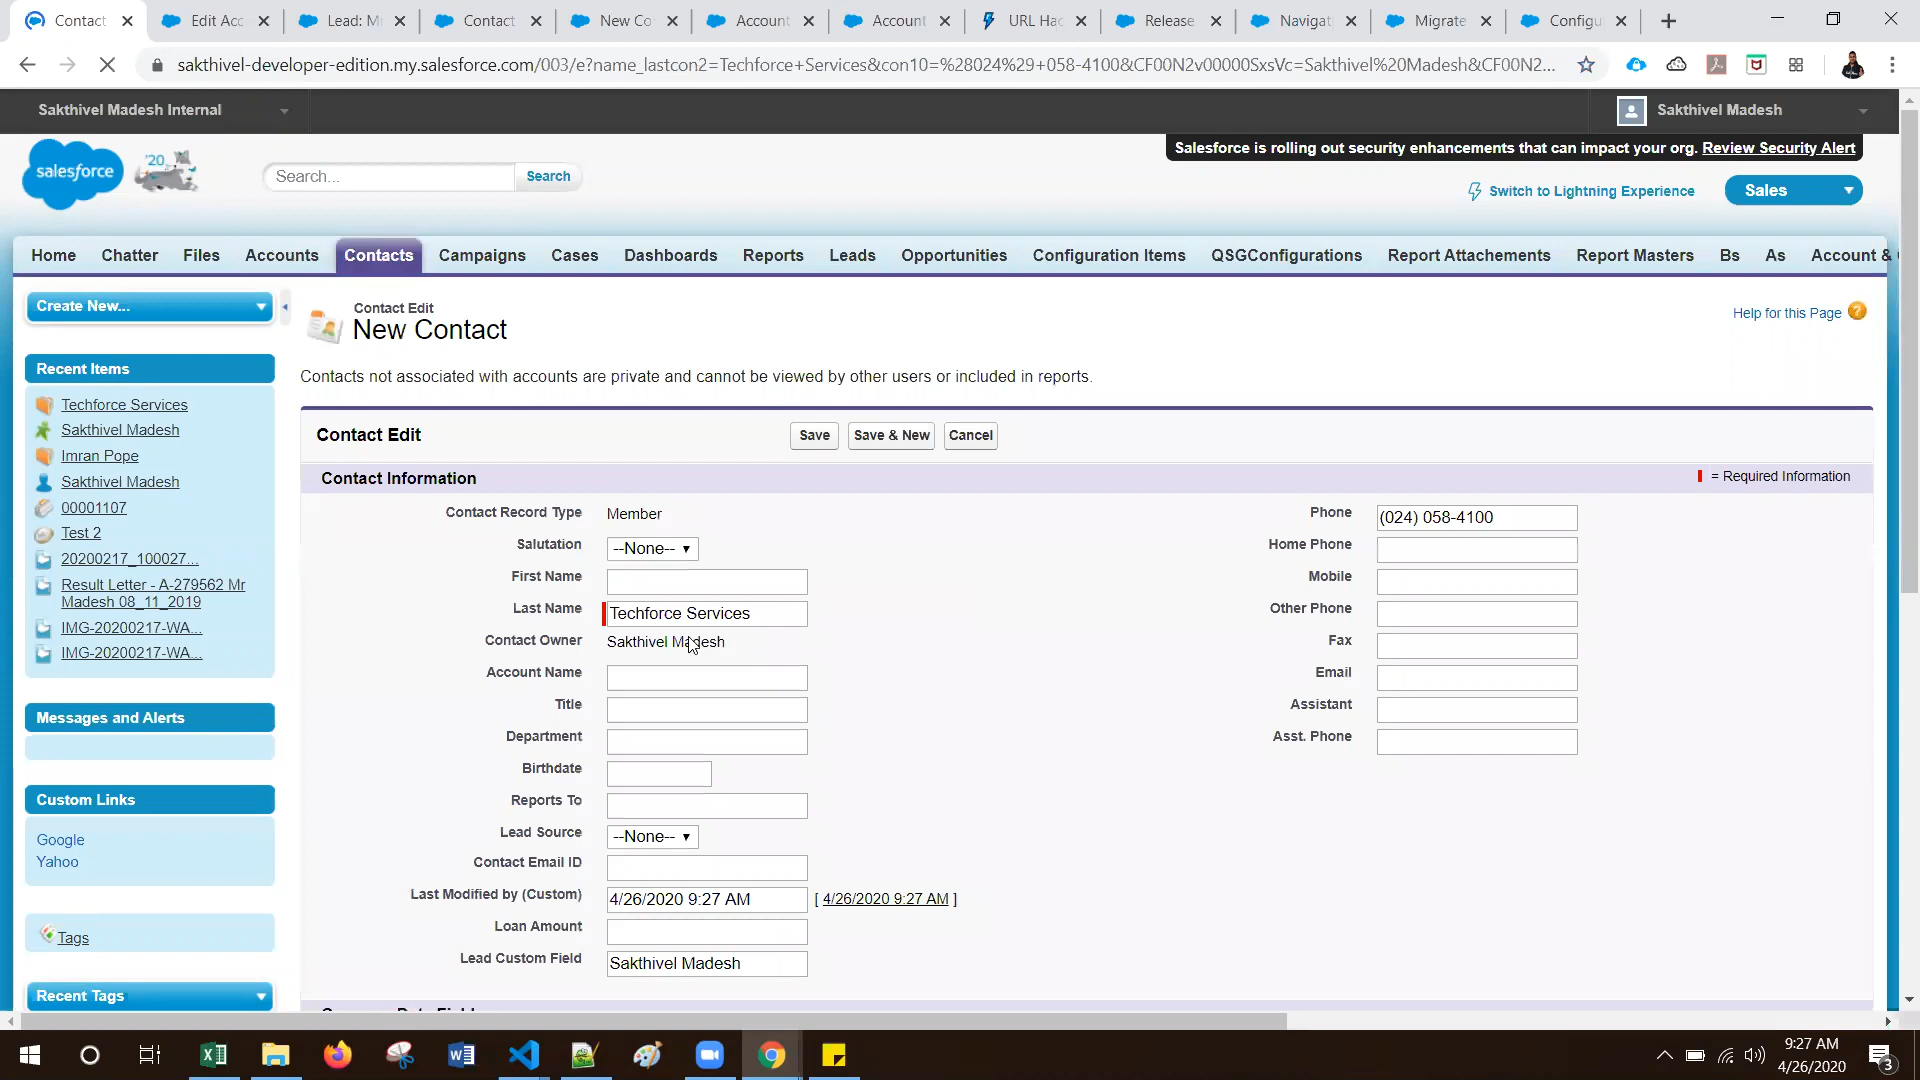 Contact
Edit Acc
Lead: Mr
Contact
New Co
Account
Account
URL Hac
Release
Navigat
Migrate
Configu
sakthivel-developer-edition.my.salesforce.com/003/e?name_lastcon2=Techforce+Services&con10=%28024%29+058-4100&CF00N2v00000SxsVc=Sakthivel%20Madesh&CF00N2...
Sakthivel Madesh Internal
Sakthivel Madesh
Salesforce is rolling out security enhancements that can impact your org. Review Security Alert
salesforce
'20
Search...
Search
Switch to Lightning Experience
Sales
Home Chatter Files Accounts Contacts Campaigns Cases Dashboards Reports Leads Opportunities Configuration Items QSGConfigurations Report Attachements Report Masters Bs As Account &
Create New...
Contact Edit
New Contact
Help for this Page
Contacts not associated with accounts are private and cannot be viewed by other users or included in reports.
Recent Items
Techforce Services
Sakthivel Madesh
Imran Pope
Sakthivel Madesh
00001107
Test 2
20200217_100027...
Result Letter - A-279562 Mr
Madesh 08_11_2019
IMG-20200217-WA...
IMG-20200217-WA...
Messages and Alerts
Custom Links
Google
Yahoo
Tags
Recent Tags
Contact Edit
Save
Save & New
Cancel
Contact Information
= Required Information
Contact Record Type Member
Salutation --None--
First Name
Last Name Techforce Services
Contact Owner Sakthivel Madesh
Account Name
Title
Department
Birthdate
Reports To
Lead Source --None--
Contact Email ID
Last Modified by (Custom) 4/26/2020 9:27 AM [ 4/26/2020 9:27 AM ]
Loan Amount
Lead Custom Field Sakthivel Madesh
Phone (024) 058-4100
Home Phone
Mobile
Other Phone
Fax
Email
Assistant
Asst. Phone
9:27 AM
4/26/2020
3